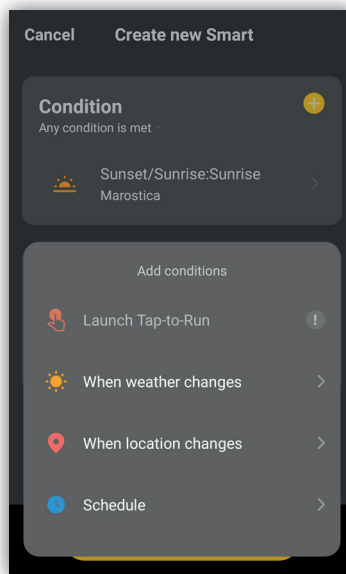 Cancel Create new Smart
Condition
Any condition is met
Sunset/Sunrise:Sunrise
Marostica
Add conditions
Launch Tap-to-Run
When weather changes
When location changes
Schedule